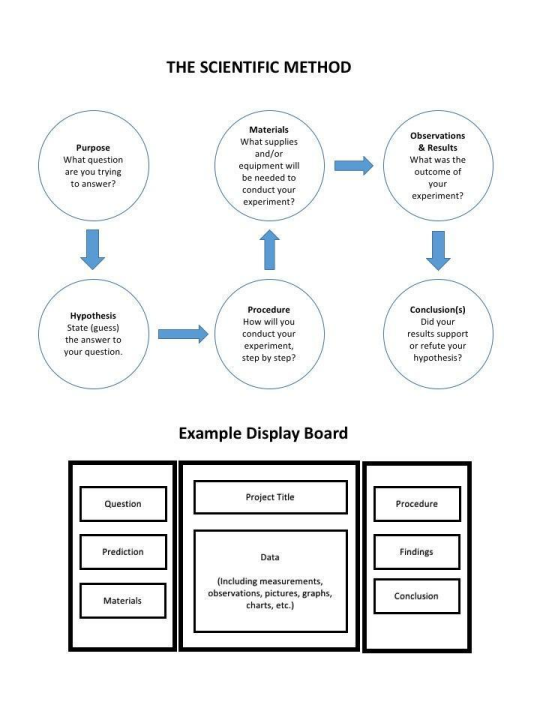 THE SCIENTIFIC METHOD
Purpose
What question
are you trying
to answer?
Hypothesis
State (guess)
the answer to
your question.
Procedure
How will you
conduct your
experiment,
step by step?
Materials
What supplies
and/or
equipment will
be needed to
conduct your
experiment?
Observations
& Results
What was the
outcome of
your
experiment?
Conclusion(s)
Did your
results support
or refute your
hypothesis?
Example Display Board
Question
Prediction
Materials
Project Title
Data
(Including measurements,
observations, pictures, graphs,
charts, etc.)
Procedure
Findings
Conclusion